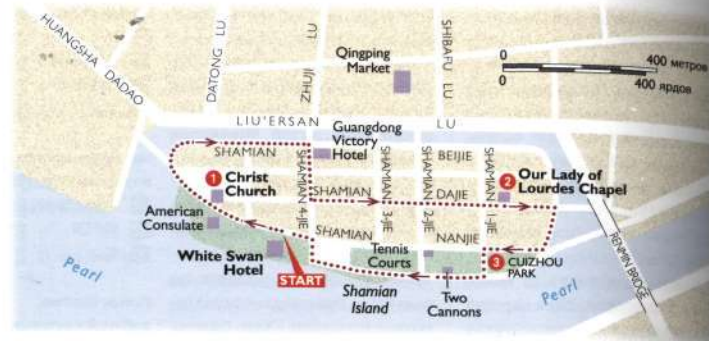 HUANGSHA DADAO
DATONG LU
ZHUJI LU
SHIBAFU LU
Qingping
Market
0 400 метров
0 400 ярдов
LIU'ERSAN LU
Guangdong
Victory
Hotel
SHAMIAN BEIJIE
1 Christ
Church
SHAMIAN 4-JIE
SHAMIAN 3-JIE
SHAMIAN 2-JIE
SHAMIAN 1-JIE
SHAMIAN DAJIE
2 Our Lady of
Lourdes Chapel
American
Consulate
SHAMIAN NANJIE
White Swan
Hotel
START
Tennis
Courts
3 CUIZHOU
PARK
RENMIN BRIDGE
Pearl
Shamian
Island
Two
Cannons
Pearl